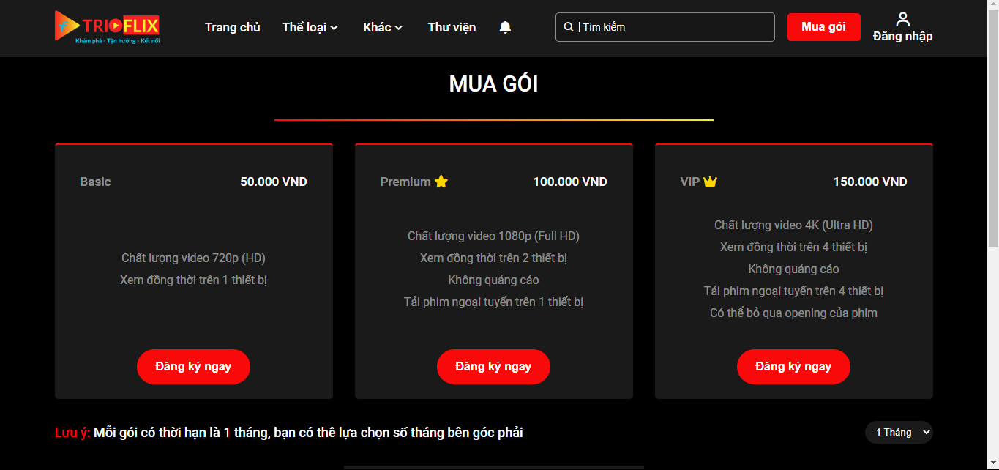 TRIOFLIX
Khám phá - Tận hưởng - Kết nối
Trang chủ
Thể loại
Khác
Thư viện
Tìm kiếm
Mua gói
Đăng nhập
MUA GÓI
Basic 50.000 VND
Chất lượng video 720p (HD)
Xem đồng thời trên 1 thiết bị
Đăng ký ngay
Premium 100.000 VND
Chất lượng video 1080p (Full HD)
Xem đồng thời trên 2 thiết bị
Không quảng cáo
Tải phim ngoại tuyến trên 1 thiết bị
Đăng ký ngay
VIP 150.000 VND
Chất lượng video 4K (Ultra HD)
Xem đồng thời trên 4 thiết bị
Không quảng cáo
Tải phim ngoại tuyến trên 4 thiết bị
Có thể bỏ qua opening của phim
Đăng ký ngay
Lưu ý: Mỗi gói có thời hạn là 1 tháng, bạn có thê lựa chọn số tháng bên góc phải
1 Tháng